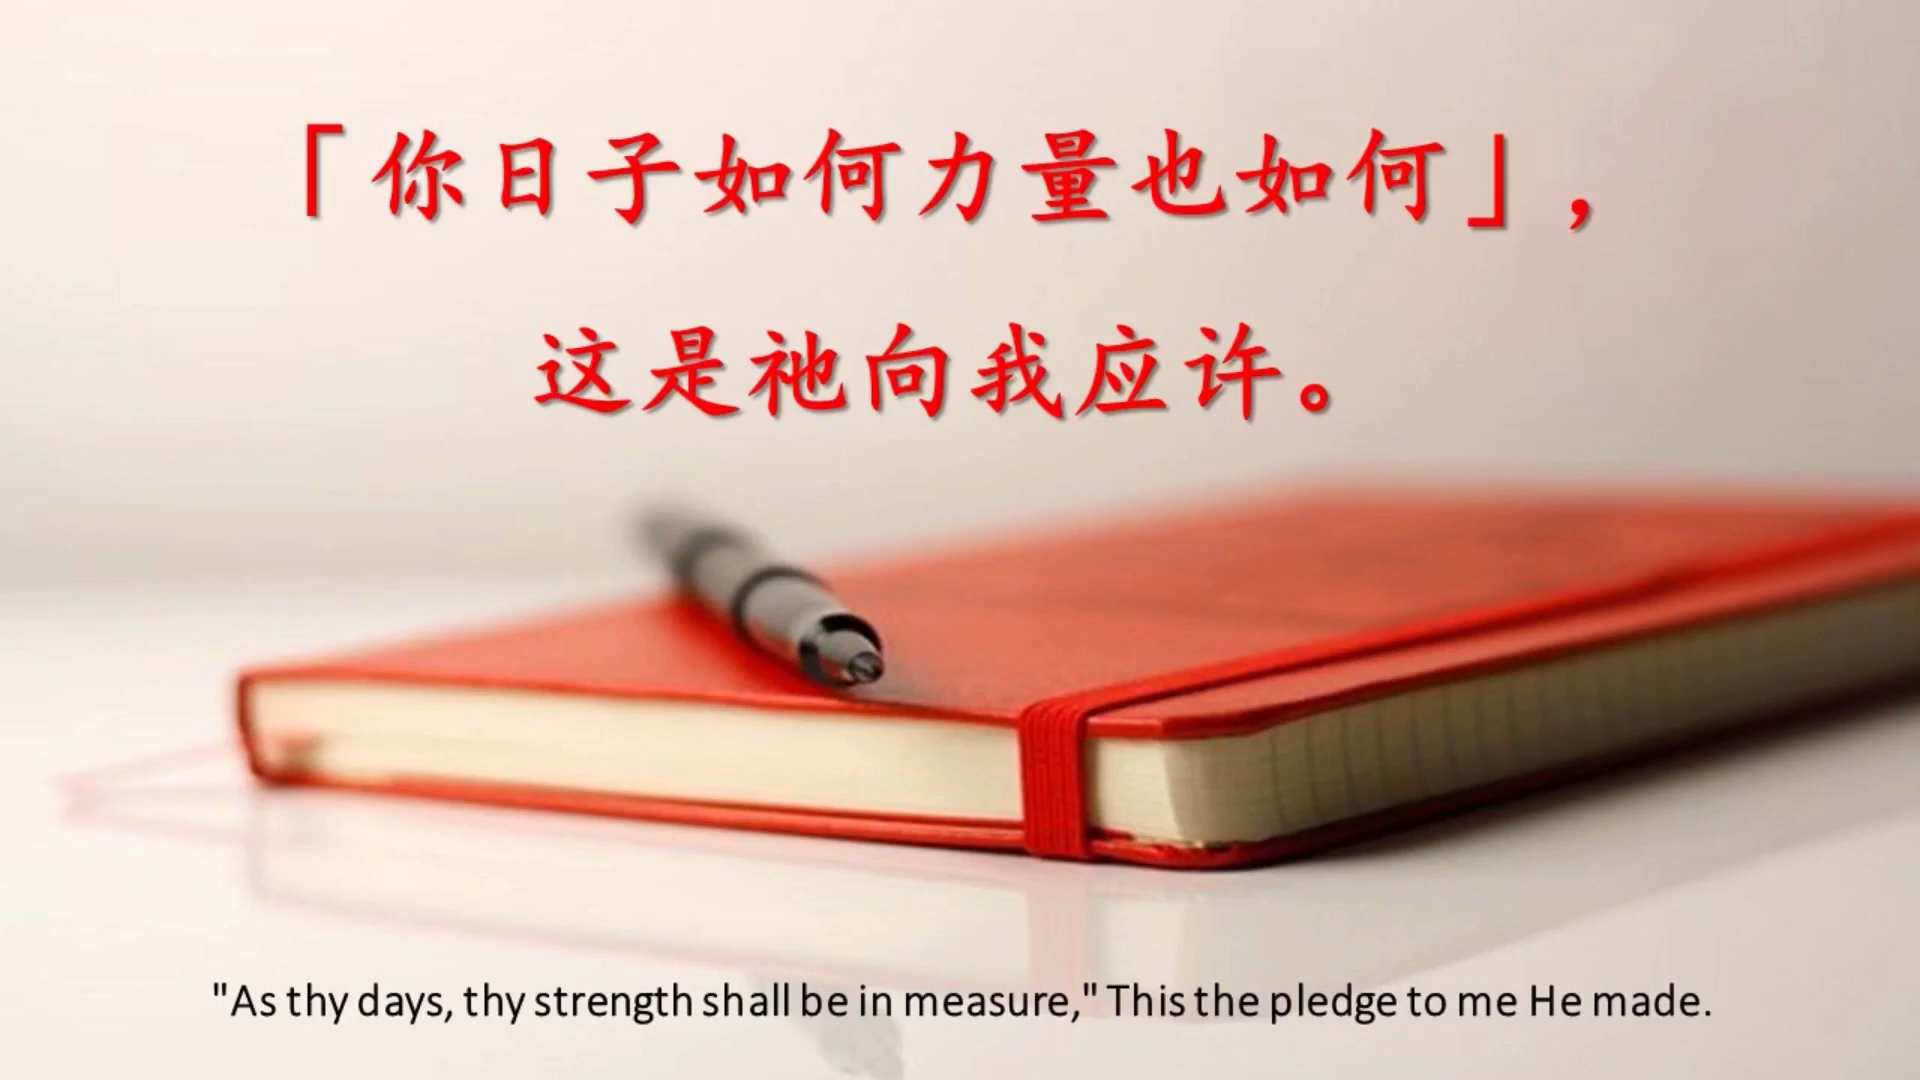 「你日子如何力量也如何」，
这是祂向我应许。
"As thy days, thy strength shall be in measure," This the pledge to me He made.